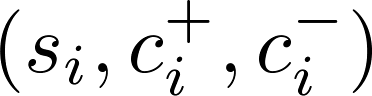 (s_i, c_i^+, c_i^-)